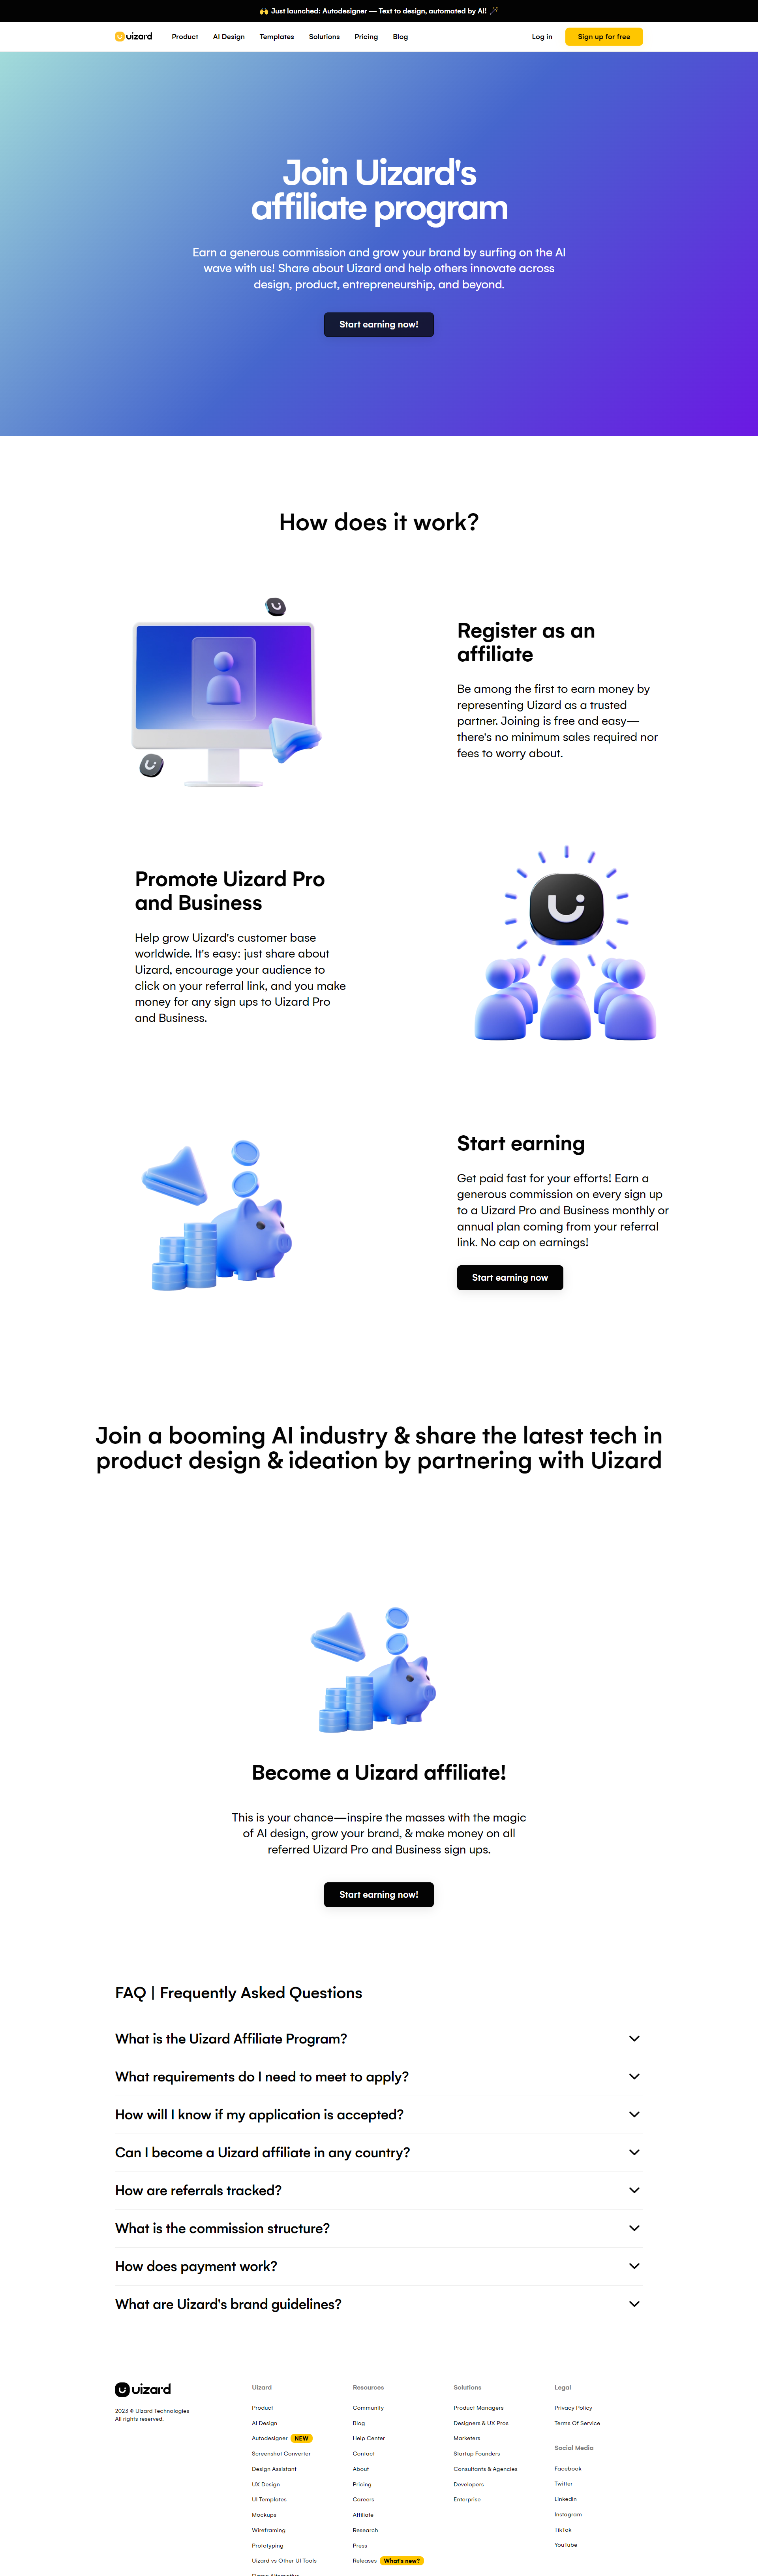 🙌 Just launched: Autodesigner — Text to design, automated by AI! 🪄
uizard
Product
AI Design
Templates
Solutions
Pricing
Blog
Log in
Sign up for free
Join Uizard's
affiliate program
Earn a generous commission and grow your brand by surfing on the AI
wave with us! Share about Uizard and help others innovate across
design, product, entrepreneurship, and beyond.
Start earning now!
How does it work?
Register as an
affiliate
Be among the first to earn money by
representing Uizard as a trusted
partner. Joining is free and easy—
there's no minimum sales required nor
fees to worry about.
Promote Uizard Pro
and Business
Help grow Uizard's customer base
worldwide. It's easy: just share about
Uizard, encourage your audience to
click on your referral link, and you make
money for any sign ups to Uizard Pro
and Business.
Start earning
Get paid fast for your efforts! Earn a
generous commission on every sign up
to a Uizard Pro and Business monthly or
annual plan coming from your referral
link. No cap on earnings!
Start earning now
Join a booming AI industry & share the latest tech in
product design & ideation by partnering with Uizard
Become a Uizard affiliate!
This is your chance—inspire the masses with the magic
of AI design, grow your brand, & make money on all
referred Uizard Pro and Business sign ups.
Start earning now!
FAQ | Frequently Asked Questions
What is the Uizard Affiliate Program?
What requirements do I need to meet to apply?
How will I know if my application is accepted?
Can I become a Uizard affiliate in any country?
How are referrals tracked?
What is the commission structure?
How does payment work?
What are Uizard's brand guidelines?
uizard
2023 © Uizard Technologies
All rights reserved.
Uizard
Product
AI Design
Autodesigner NEW
Screenshot Converter
Design Assistant
UX Design
UI Templates
Mockups
Wireframing
Prototyping
Uizard vs Other UI Tools
Figma Alternative
Resources
Community
Blog
Help Center
Contact
About
Pricing
Careers
Affiliate
Research
Press
Releases What's new?
Solutions
Product Managers
Designers & UX Pros
Marketers
Startup Founders
Consultants & Agencies
Developers
Enterprise
Legal
Privacy Policy
Terms Of Service
Social Media
Facebook
Twitter
Linkedin
Instagram
TikTok
YouTube